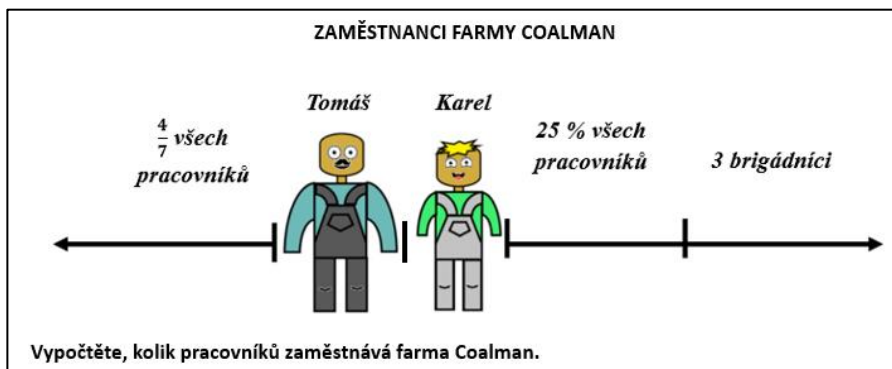 ZAMĚSTNANCI FARMY COALMAN
4/7 všech
pracovníků
Tomáš
Karel
25 % všech
pracovníků
3 brigádníci
Vypočtěte, kolik pracovníků zaměstnává farma Coalman.